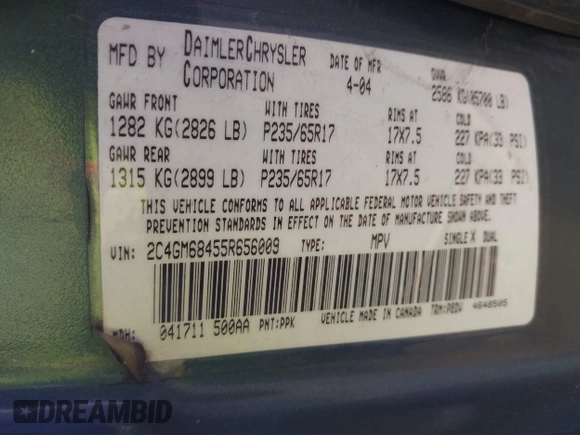 MFD BY DAIMLERCHRYSLER CORPORATION
DATE OF MFR 4-04
GVWR 2586 KG(05700 LB)
GAWR FRONT WITH TIRES RIMS AT COLD
1282 KG(2826 LB) P235/65R17 17X7.5 227 KPA(33 PSI)
GAWR REAR WITH TIRES RIMS AT COLD
1315 KG(2899 LB) P235/65R17 17X7.5 227 KPA(33 PSI)
THIS VEHICLE CONFORMS TO ALL APPLICABLE FEDERAL MOTOR VEHICLE SAFETY AND THEFT
PREVENTION STANDARDS IN EFFECT ON THE DATE OF MANUFACTURE SHOWN ABOVE.
VIN: 2C4GM68455R656009 TYPE: MPV SINGLE X DUAL
MDH: 041711 500AA PNT:PPK VEHICLE MADE IN CANADA TRM:P8DV 4648505
DREAMBID